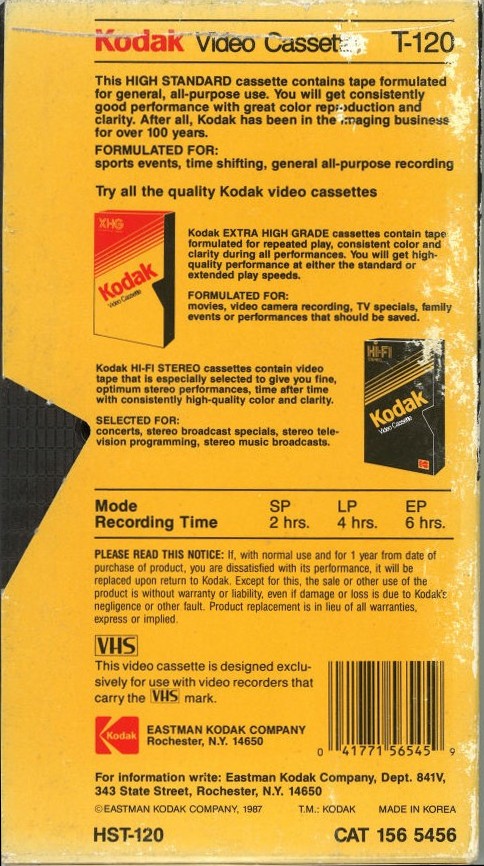 Kodak Video Cassette T-120
This HIGH STANDARD cassette contains tape formulated
for general, all-purpose use. You will get consistently
good performance with great color reproduction and
clarity. After all, Kodak has been in the imaging business
for over 100 years.
FORMULATED FOR:
sports events, time shifting, general all-purpose recording
Try all the quality Kodak video cassettes
XHG
Kodak
Video Cassette
Kodak EXTRA HIGH GRADE cassettes contain tape
formulated for repeated play, consistent color and
clarity during all performances. You will get high-
quality performance at either the standard or
extended play speeds.
FORMULATED FOR:
movies, video camera recording, TV specials, family
events or performances that should be saved.
Kodak HI-FI STEREO cassettes contain video
tape that is especially selected to give you fine,
optimum stereo performances, time after time
with consistently high-quality color and clarity.
SELECTED FOR:
concerts, stereo broadcast specials, stereo tele-
vision programming, stereo music broadcasts.
HI-FI
STEREO
Kodak
Video Cassette
Mode SP LP EP
Recording Time 2 hrs. 4 hrs. 6 hrs.
PLEASE READ THIS NOTICE: If, with normal use and for 1 year from date of
purchase of product, you are dissatisfied with its performance, it will be
replaced upon return to Kodak. Except for this, the sale or other use of the
product is without warranty or liability, even if damage or loss is due to Kodak's
negligence or other fault. Product replacement is in lieu of all warranties,
express or implied.
VHS
This video cassette is designed exclu-
sively for use with video recorders that
carry the VHS mark.
Kodak
EASTMAN KODAK COMPANY
Rochester, N.Y. 14650
0 41771 56545 9
For information write: Eastman Kodak Company, Dept. 841V,
343 State Street, Rochester, N.Y. 14650
©EASTMAN KODAK COMPANY, 1987 T.M.: KODAK MADE IN KOREA
HST-120 CAT 156 5456